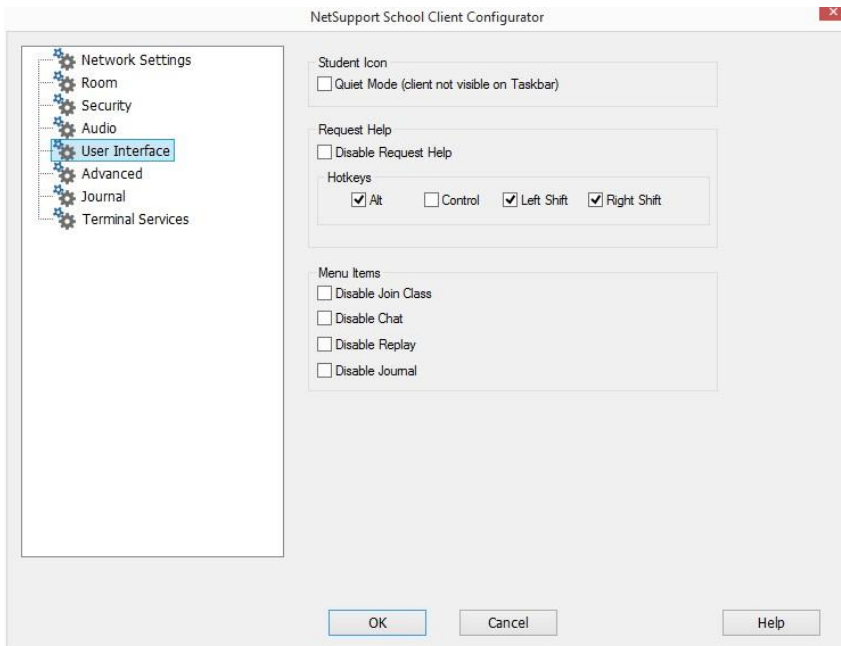 NetSupport School Client Configurator
Network Settings
Room
Security
Audio
User Interface
Advanced
Journal
Terminal Services
Student Icon
Quiet Mode (client not visible on Taskbar)
Request Help
Disable Request Help
Hotkeys
Alt Control Left Shift Right Shift
Menu Items
Disable Join Class
Disable Chat
Disable Replay
Disable Journal
OK Cancel Help